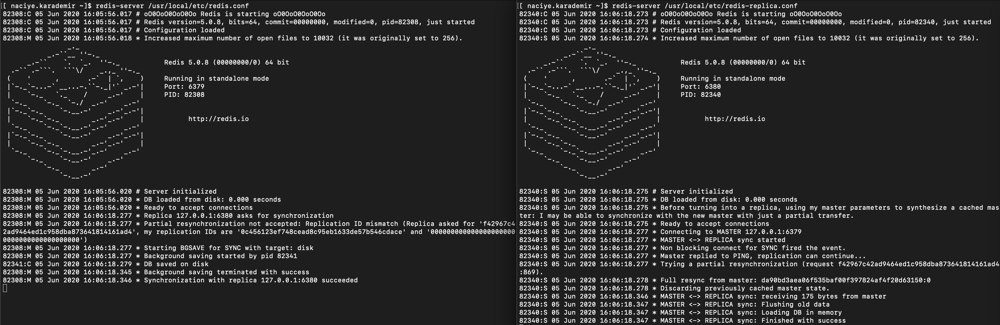 [[ naciye.karademir ~]$ redis-server /usr/local/etc/redis.conf
82308:C 05 Jun 2020 16:05:56.017 # oO0OoO0OoO0Oo Redis is starting oO0OoO0OoO0Oo
82308:C 05 Jun 2020 16:05:56.017 # Redis version=5.0.8, bits=64, commit=00000000, modified=0, pid=82308, just started
82308:C 05 Jun 2020 16:05:56.017 # Configuration loaded
82308:M 05 Jun 2020 16:05:56.018 * Increased maximum number of open files to 10032 (it was originally set to 256).
Redis 5.0.8 (00000000/0) 64 bit
Running in standalone mode
Port: 6379
PID: 82308
http://redis.io
82308:M 05 Jun 2020 16:05:56.020 # Server initialized
82308:M 05 Jun 2020 16:05:56.020 * DB loaded from disk: 0.000 seconds
82308:M 05 Jun 2020 16:05:56.020 * Ready to accept connections
82308:M 05 Jun 2020 16:06:18.277 * Replica 127.0.0.1:6380 asks for synchronization
82308:M 05 Jun 2020 16:06:18.277 * Partial resynchronization not accepted: Replication ID mismatch (Replica asked for 'f42967c4
2ad9464ed1c958dba873641814161ad4', my replication IDs are '0c456123ef748cead8c95eb1633de57b546cdace' and '000000000000000000000
0000000000000000000')
82308:M 05 Jun 2020 16:06:18.277 * Starting BGSAVE for SYNC with target: disk
82308:M 05 Jun 2020 16:06:18.277 * Background saving started by pid 82341
82341:C 05 Jun 2020 16:06:18.279 * DB saved on disk
82308:M 05 Jun 2020 16:06:18.345 * Background saving terminated with success
82308:M 05 Jun 2020 16:06:18.346 * Synchronization with replica 127.0.0.1:6380 succeeded
[[ naciye.karademir ~]$ redis-server /usr/local/etc/redis-replica.conf
82340:C 05 Jun 2020 16:06:18.273 # oO0OoO0OoO0Oo Redis is starting oO0OoO0OoO0Oo
82340:C 05 Jun 2020 16:06:18.273 # Redis version=5.0.8, bits=64, commit=00000000, modified=0, pid=82340, just started
82340:C 05 Jun 2020 16:06:18.273 # Configuration loaded
82340:S 05 Jun 2020 16:06:18.274 * Increased maximum number of open files to 10032 (it was originally set to 256).
Redis 5.0.8 (00000000/0) 64 bit
Running in standalone mode
Port: 6380
PID: 82340
http://redis.io
82340:S 05 Jun 2020 16:06:18.275 # Server initialized
82340:S 05 Jun 2020 16:06:18.275 * DB loaded from disk: 0.000 seconds
82340:S 05 Jun 2020 16:06:18.275 * Before turning into a replica, using my master parameters to synthesize a cached mas
ter: I may be able to synchronize with the new master with just a partial transfer.
82340:S 05 Jun 2020 16:06:18.275 * Ready to accept connections
82340:S 05 Jun 2020 16:06:18.277 * Connecting to MASTER 127.0.0.1:6379
82340:S 05 Jun 2020 16:06:18.277 * MASTER <-> REPLICA sync started
82340:S 05 Jun 2020 16:06:18.277 * Non blocking connect for SYNC fired the event.
82340:S 05 Jun 2020 16:06:18.277 * Master replied to PING, replication can continue...
82340:S 05 Jun 2020 16:06:18.277 * Trying a partial resynchronization (request f42967c42ad9464ed1c958dba873641814161ad4
:869).
82340:S 05 Jun 2020 16:06:18.278 * Full resync from master: da90bd3aea06f535baf00f397824af4f20d63150:0
82340:S 05 Jun 2020 16:06:18.278 * Discarding previously cached master state.
82340:S 05 Jun 2020 16:06:18.346 * MASTER <-> REPLICA sync: receiving 175 bytes from master
82340:S 05 Jun 2020 16:06:18.347 * MASTER <-> REPLICA sync: Flushing old data
82340:S 05 Jun 2020 16:06:18.347 * MASTER <-> REPLICA sync: Loading DB in memory
82340:S 05 Jun 2020 16:06:18.347 * MASTER <-> REPLICA sync: Finished with success